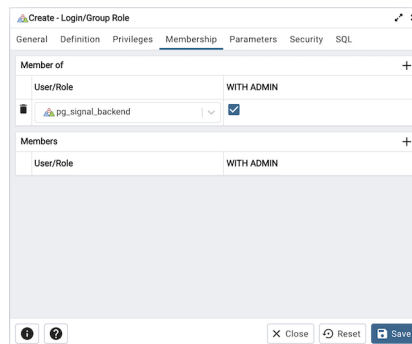 Create - Login/Group Role
General Definition Privileges Membership Parameters Security SQL
Member of
User/Role WITH ADMIN
pg_signal_backend
Members
User/Role WITH ADMIN
Close Reset Save